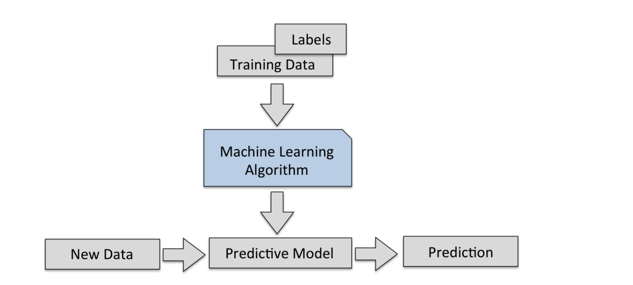 Labels
Training Data
Machine Learning
Algorithm
New Data
Predictive Model
Prediction